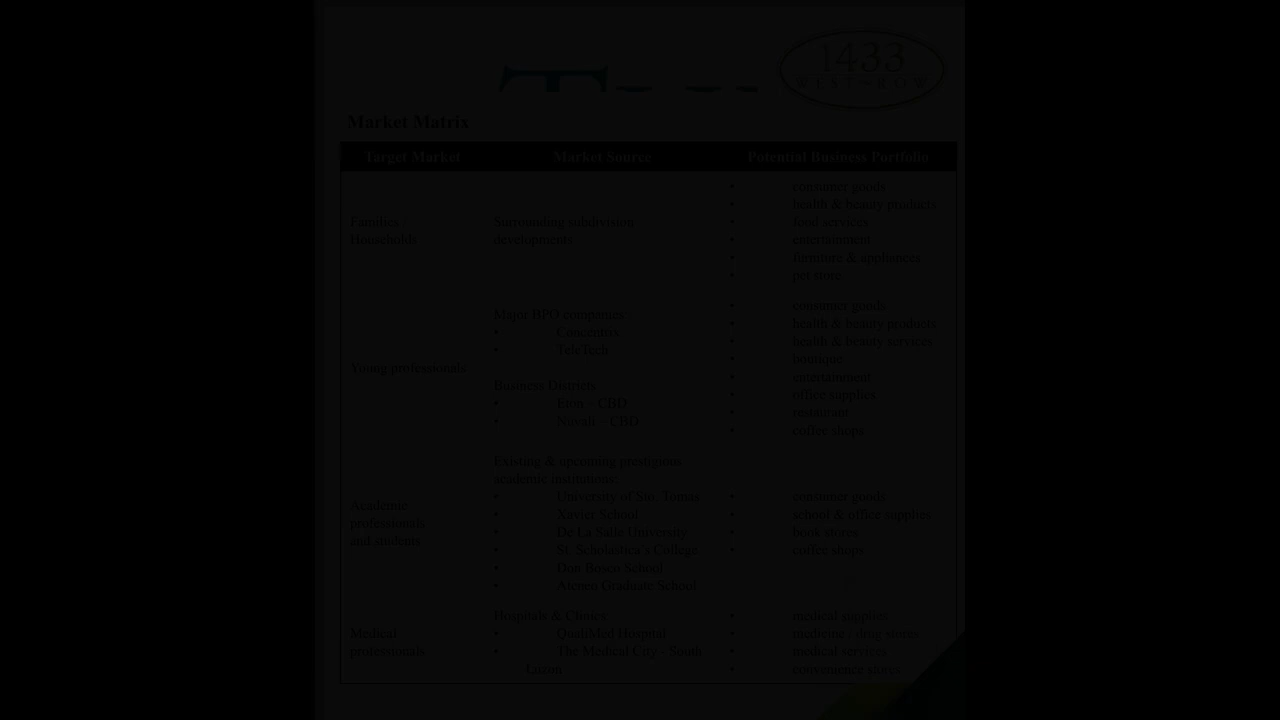 1433
WEST~ROW
Market Matrix
Target Market Market Source Potential Business Portfolio
Families/
Households
Surrounding subdivision
developments
• consumer goods
• health & beauty products
• food services
• entertainment
• furniture & appliances
• pet store
Young professionals
Major BPO companies
• Concentrix
• TeleTech
Business Districts
• Eton – CBD
• Nuvali – CBD
• consumer goods
• health & beauty products
• health & beauty services
• boutique
• entertainment
• office supplies
• restaurant
• coffee shops
Academic
professionals
and students
Existing & upcoming prestigious
academic institutions
• University of Sto. Tomas
• Xavier School
• De La Salle University
• St. Scholastica's College
• Don Bosco School
• Ateneo Graduate School
• consumer goods
• school & office supplies
• book stores
• coffee shops
Medical
professionals
Hospitals & Clinics
• QualiMed Hospital
• The Medical City - South
Luzon
• medical supplies
• medicine / drug stores
• medical services
• convenience stores